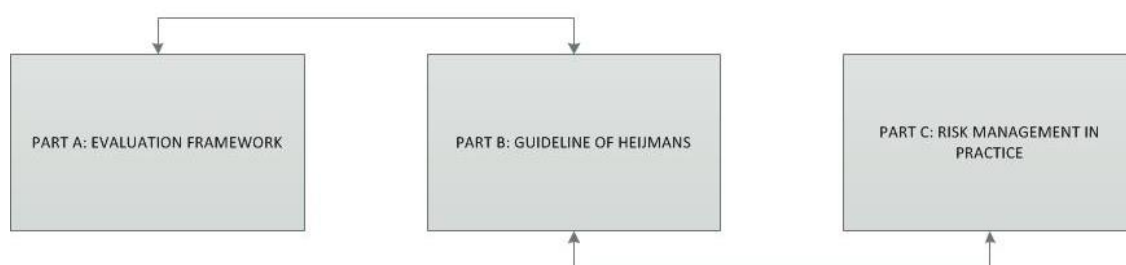 PART A: EVALUATION FRAMEWORK
PART B: GUIDELINE OF HEIJMANS
PART C: RISK MANAGEMENT IN
PRACTICE